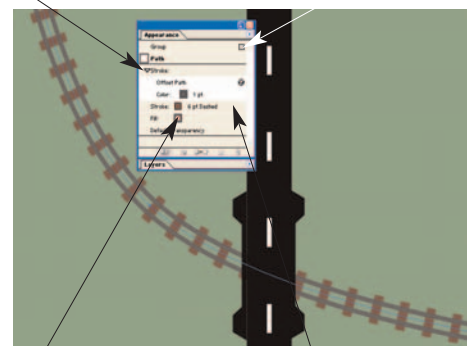 Appearance
Group
Path
Stroke:
Offset Path
Color: 1 pt
Stroke: 6 pt Dashed
Fill:
Default Transparency
Layers